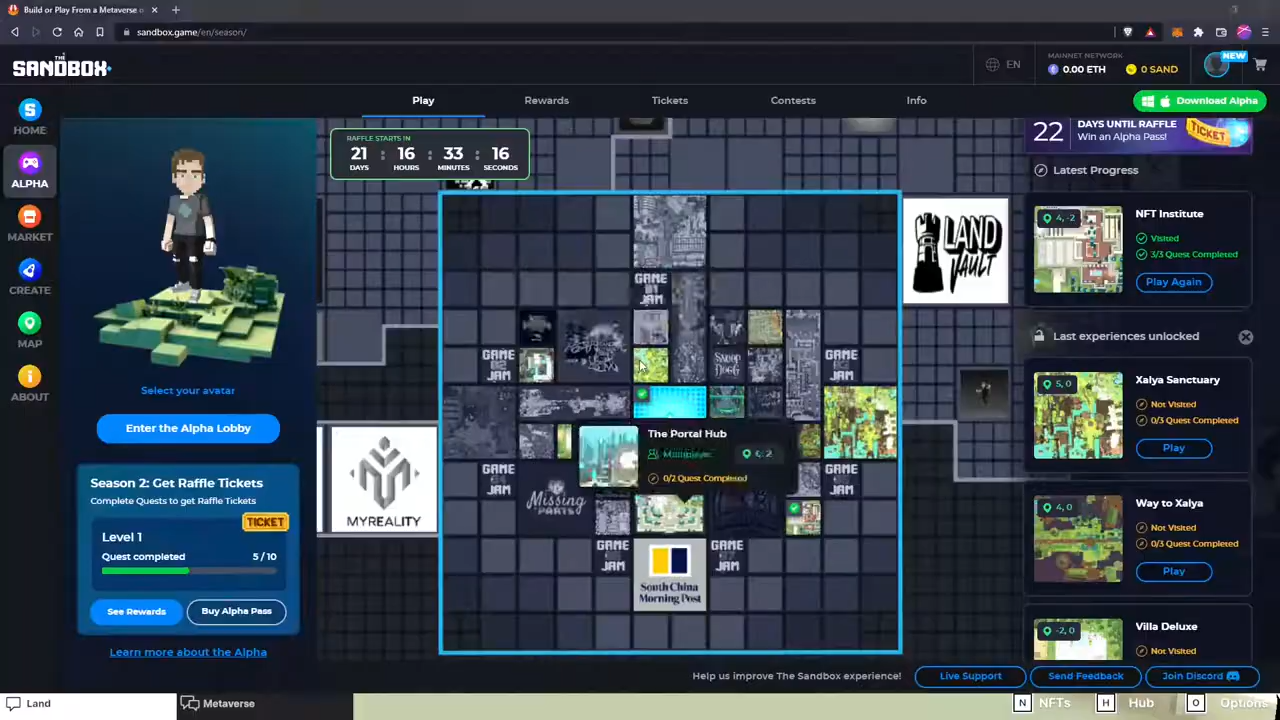 Build or Play From a Metaverse o
sandbox.game/en/season/
THE SANDBOX
EN
MAINNET NETWORK
0.00 ETH
0 SAND
NEW
Play
Rewards
Tickets
Contests
Info
Download Alpha
HOME
ALPHA
MARKET
CREATE
MAP
ABOUT
Select your avatar
Enter the Alpha Lobby
Season 2: Get Raffle Tickets
Complete Quests to get Raffle Tickets
TICKET
Level 1
Quest completed
5 / 10
See Rewards
Buy Alpha Pass
Learn more about the Alpha
RAFFLE STARTS IN
21 : 16 : 33 : 16
DAYS HOURS MINUTES SECONDS
GAME 01 JAM
GAME JAM
SNOOP DOGG
GAME JAM
The Portal Hub
0/2 Quest Completed
GAME JAM
Missing PARTS
GAME JAM
GAME JAM
South China
Morning Post
GAME JAM
LAND VAULT
MYREALITY
22
DAYS UNTIL RAFFLE
Win an Alpha Pass!
TICKET
Latest Progress
4, -2
NFT Institute
Visited
3/3 Quest Completed
Play Again
Last experiences unlocked
5, 0
Xalya Sanctuary
Not Visited
0/3 Quest Completed
Play
4, 0
Way to Xalya
Not Visited
0/3 Quest Completed
Play
-2, 0
Villa Deluxe
Not Visited
Help us improve The Sandbox experience!
Live Support
Send Feedback
Join Discord
Land
Metaverse
N NFTs
H Hub
O Options